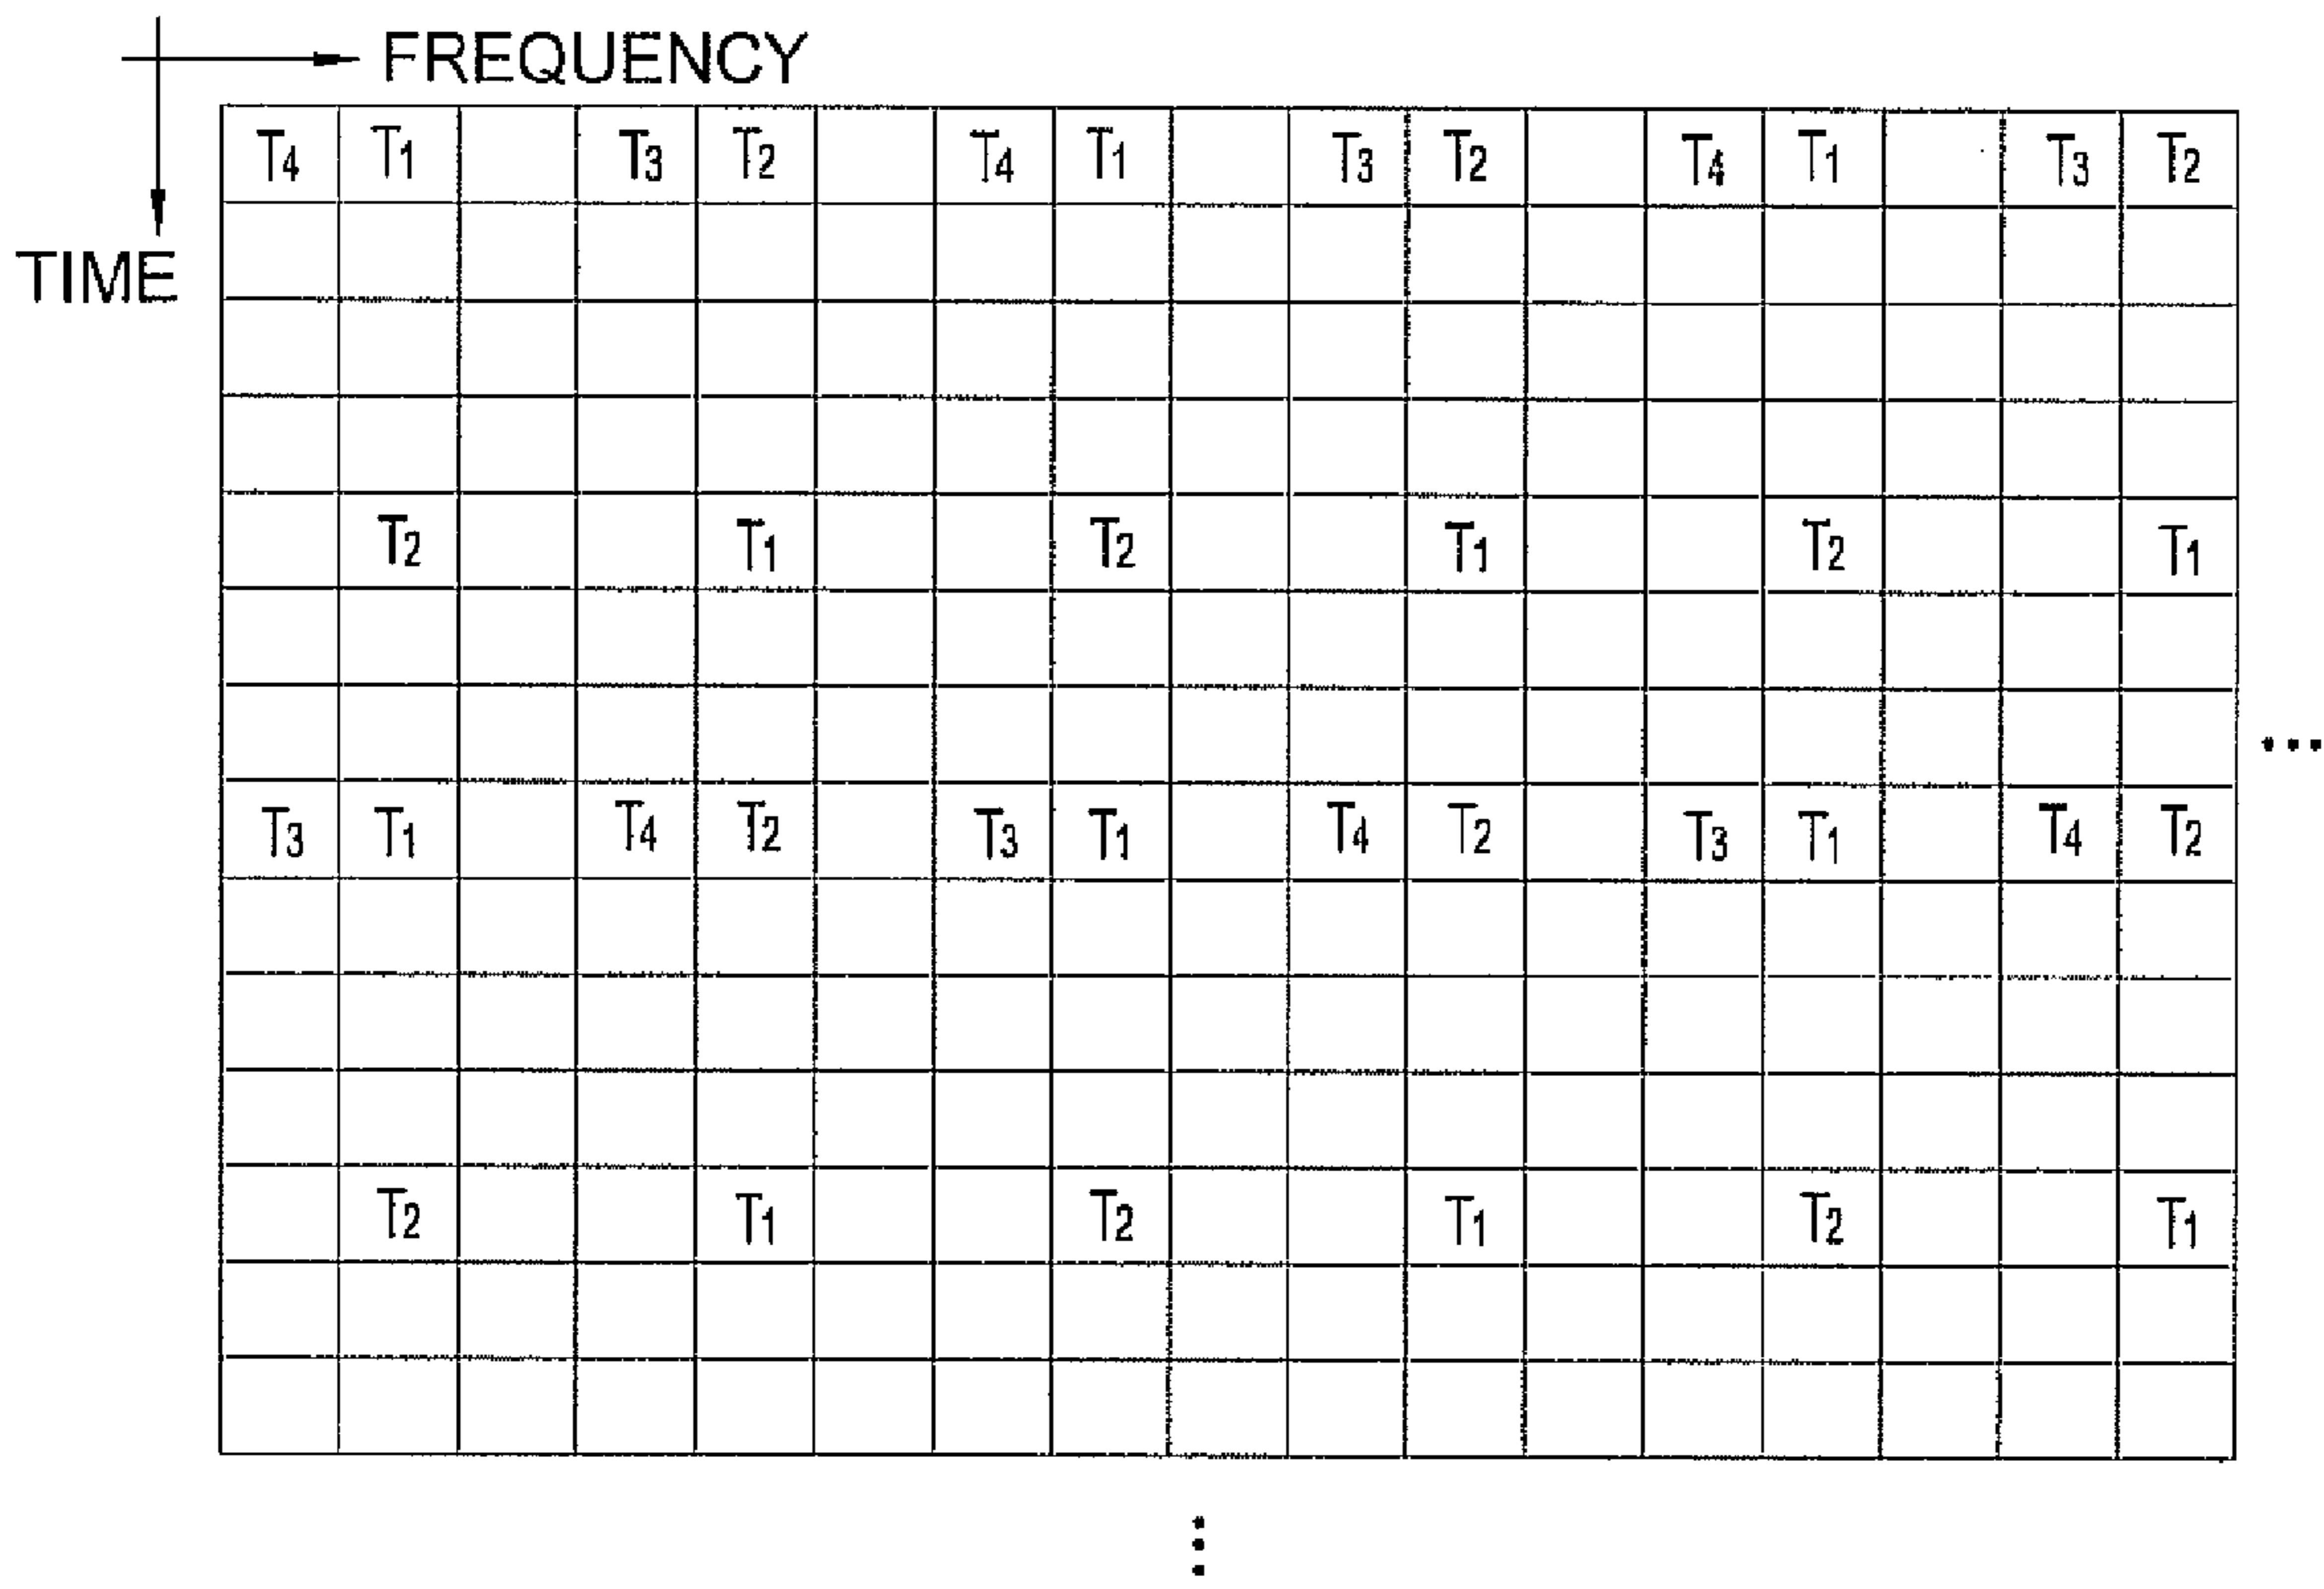 FREQUENCY
TIME
T4 T1 T3 T2 T4 T1 T3 T2 T4 T1 T3 T2
T2 T1 T2 T1 T2 T1
...
T3 T1 T4 T2 T3 T1 T4 T2 T3 T1 T4 T2
T2 T1 T2 T1 T2 T1